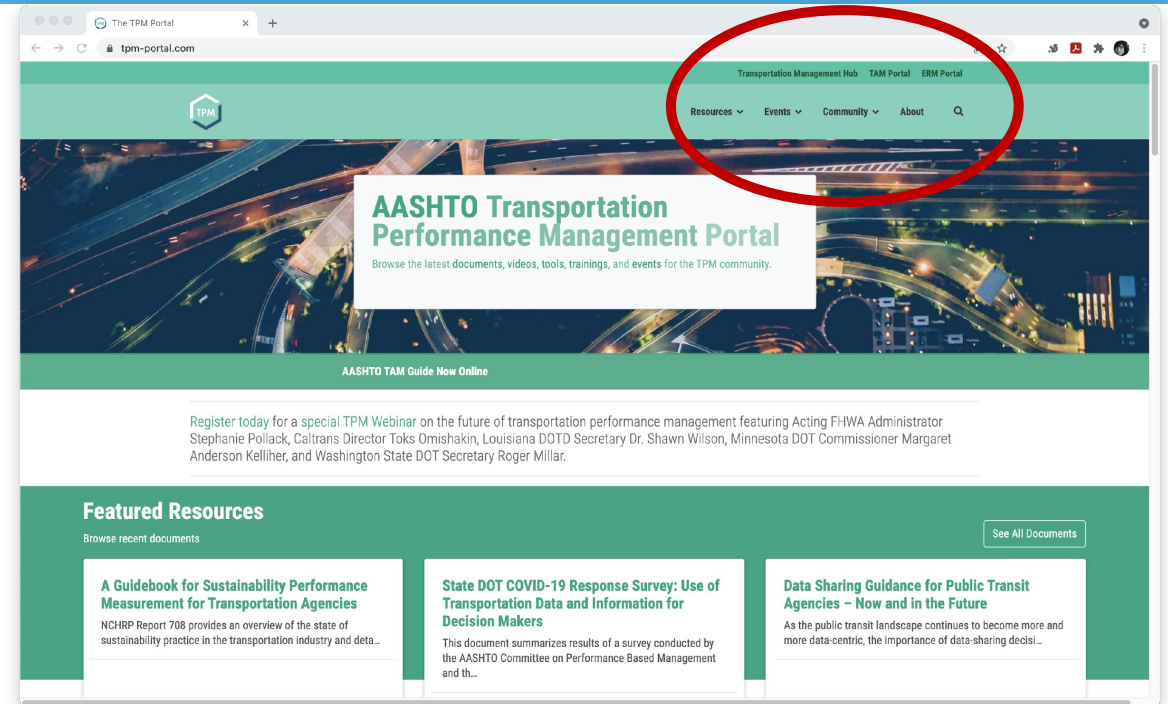 The TPM Portal
tpm-portal.com
Transportation Management Hub TAM Portal ERM Portal
TPM
Resources Events Community About
AASHTO Transportation
Performance Management Portal
Browse the latest documents, videos, tools, trainings, and events for the TPM community.
AASHTO TAM Guide Now Online
Register today for a special TPM Webinar on the future of transportation performance management featuring Acting FHWA Administrator
Stephanie Pollack, Caltrans Director Toks Omishakin, Louisiana DOTD Secretary Dr. Shawn Wilson, Minnesota DOT Commissioner Margaret
Anderson Kelliher, and Washington State DOT Secretary Roger Millar.
Featured Resources
Browse recent documents
See All Documents
A Guidebook for Sustainability Performance
Measurement for Transportation Agencies
NCHRP Report 708 provides an overview of the state of
sustainability practice in the transportation industry and deta...
State DOT COVID-19 Response Survey: Use of
Transportation Data and Information for
Decision Makers
This document summarizes results of a survey conducted by
the AASHTO Committee on Performance Based Management
and th...
Data Sharing Guidance for Public Transit
Agencies – Now and in the Future
As the public transit landscape continues to become more and
more data-centric, the importance of data-sharing decisi...